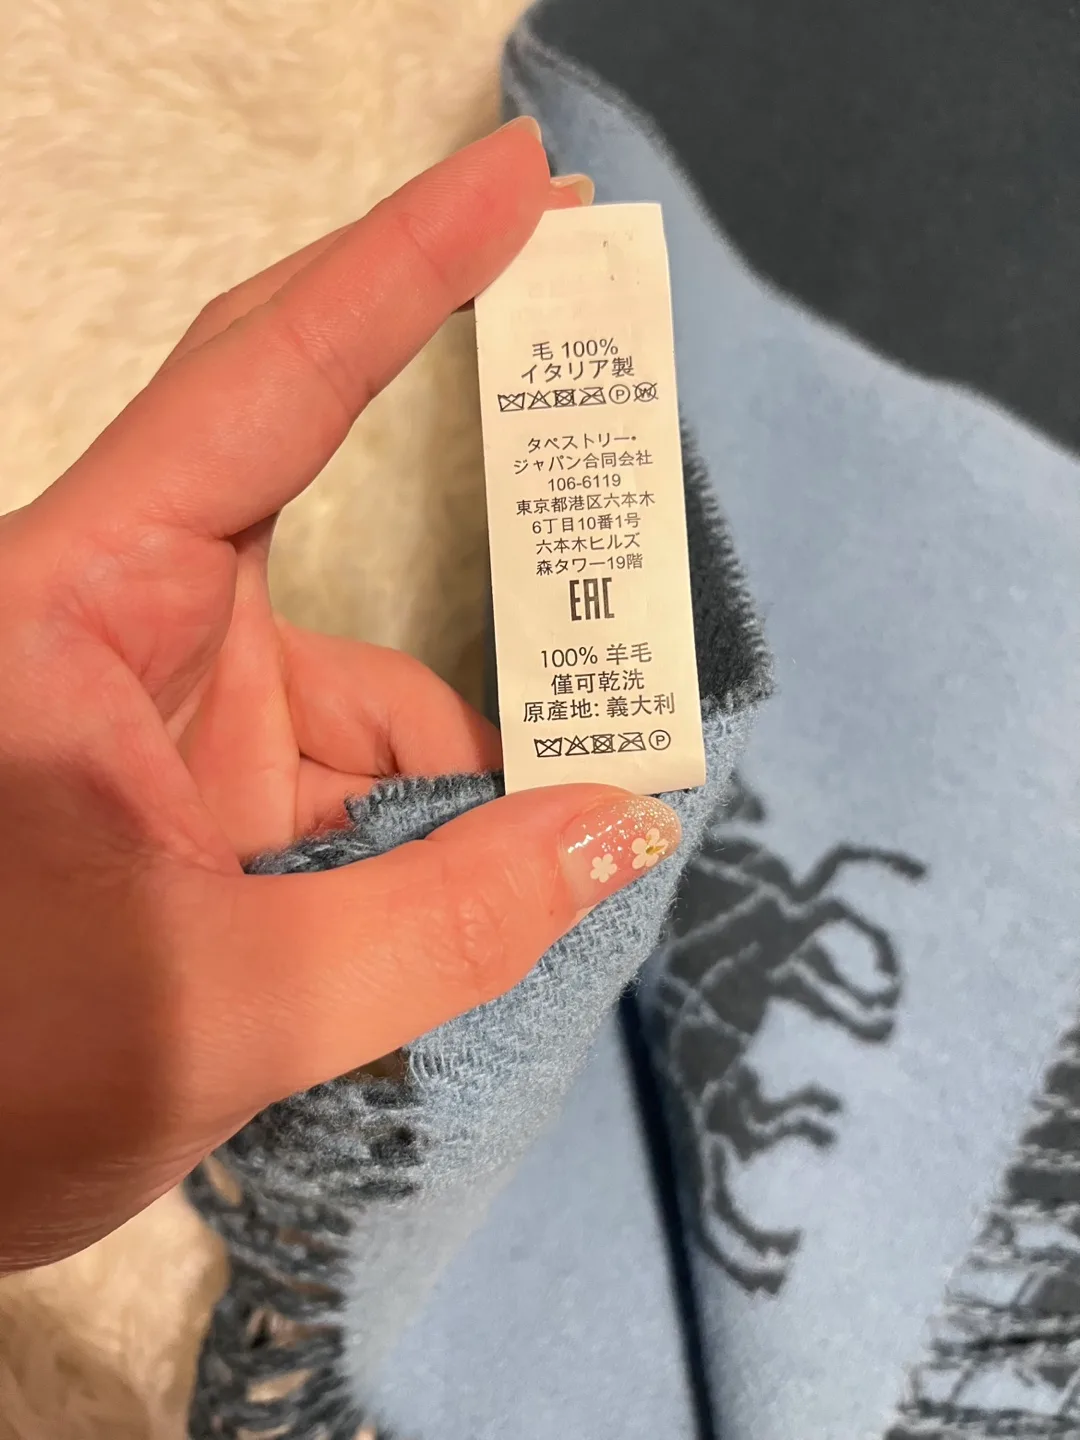 毛 100%
イタリア製
P W
タペストリー•
ジャパン合同会社
106-6119
東京都港区六本木
6丁目10番1号
六本木ヒルズ
森タワー19階
EAC
100% 羊毛
僅可乾洗
原產地: 義大利
P